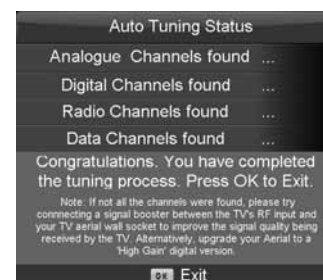 Auto Tuning Status
Analogue Channels found ...
Digital Channels found ...
Radio Channels found ...
Data Channels found ...
Congratulations. You have completed
the tuning process. Press OK to Exit.
Note: If not all the channels were found, please try
connnecting a signal booster between the TV's RF input and
your TV aerial wall socket to improve the signal quality being
received by the TV. Alternatively, upgrade your Aerial to a
'High Gain' digital version.
OK Exit